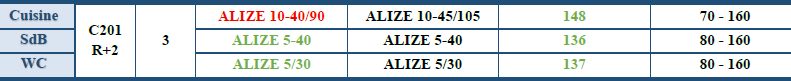 Cuisine C201 R+2 3 ALIZE 10-40/90 ALIZE 10-45/105 148 70 - 160
SdB ALIZE 5-40 ALIZE 5-40 136 80 - 160
WC ALIZE 5/30 ALIZE 5/30 137 80 - 160